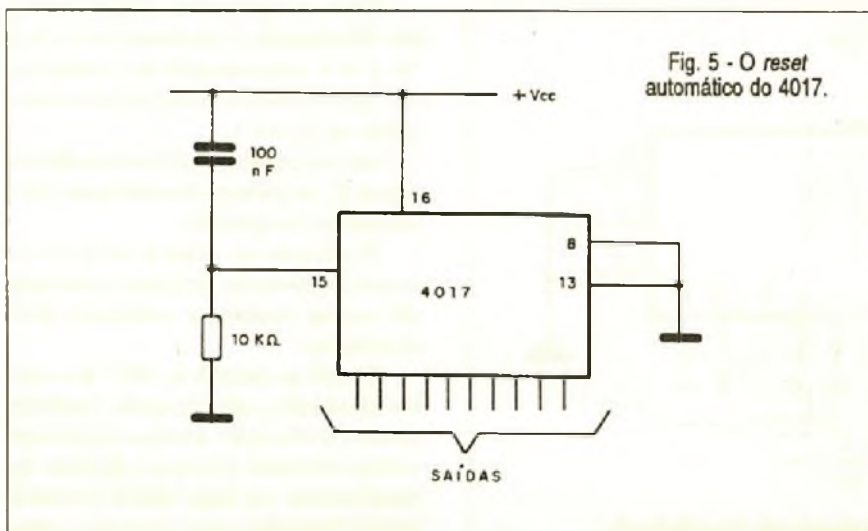 Fig. 5 - O reset
automático do 4017.
+ Vcc
100
nF
16
8
15
4017
13
10 KΩ
SAÍDAS